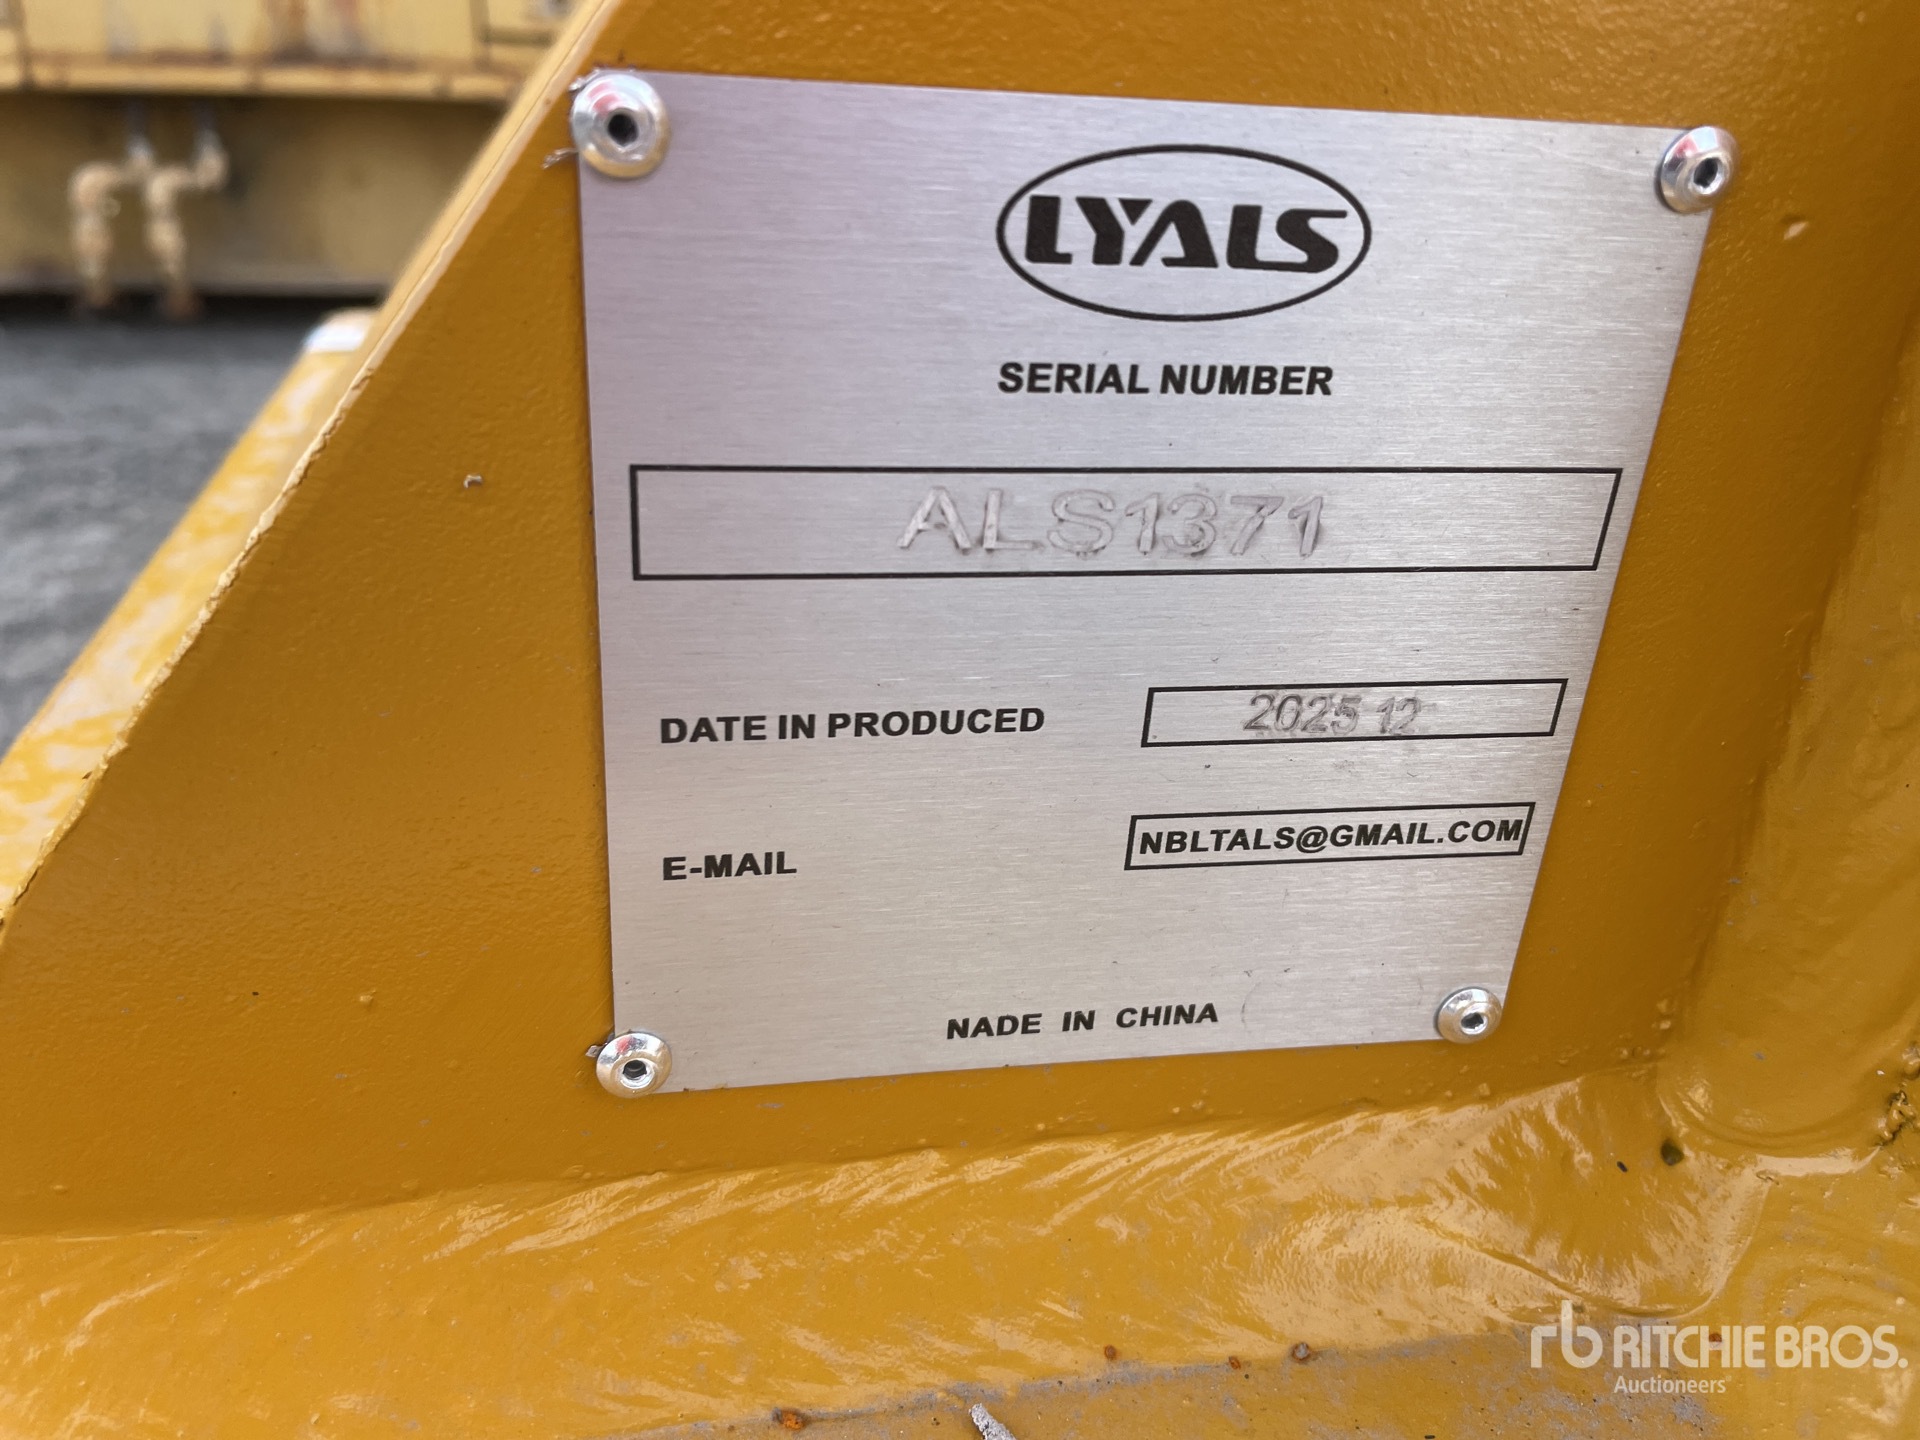 LYALS
SERIAL NUMBER
ALS1371
DATE IN PRODUCED 2025 12
E-MAIL NBLTALS@GMAIL.COM
NADE IN CHINA
rb RITCHIE BROS.
Auctioneers